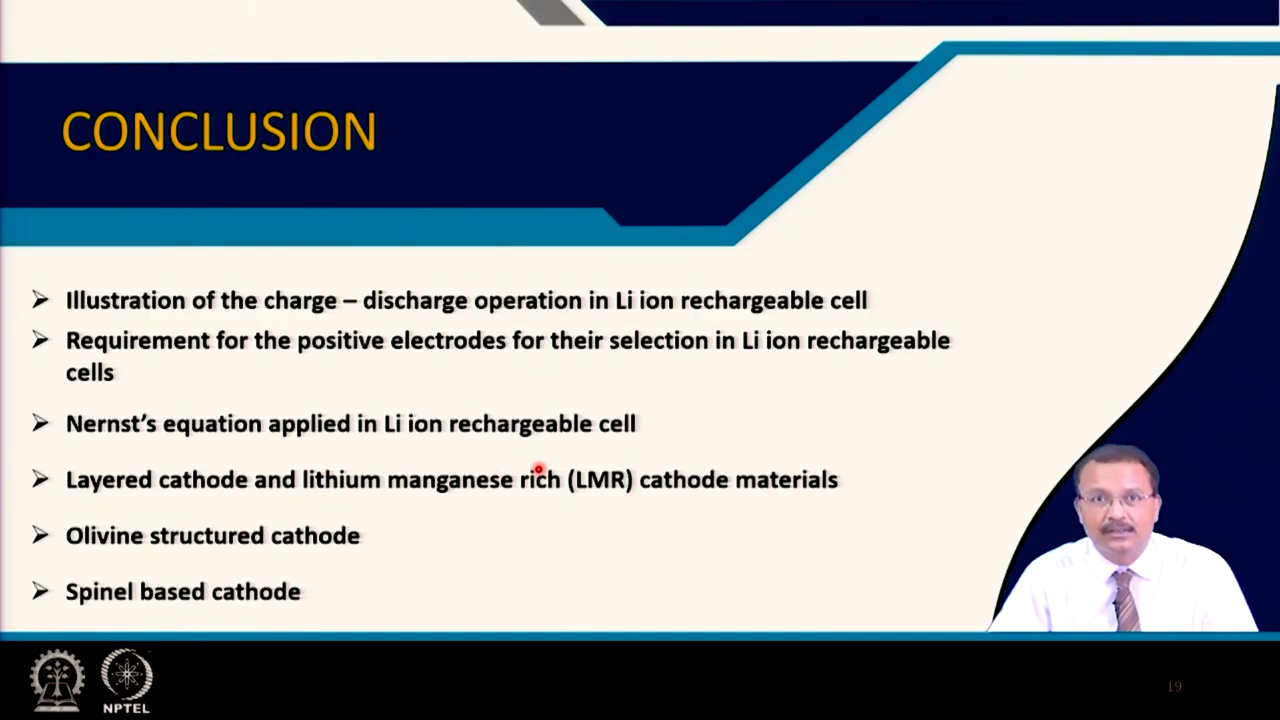 CONCLUSION
➢ Illustration of the charge – discharge operation in Li ion rechargeable cell
➢ Requirement for the positive electrodes for their selection in Li ion rechargeable
cells
➢ Nernst’s equation applied in Li ion rechargeable cell
➢ Layered cathode and lithium manganese rich (LMR) cathode materials
➢ Olivine structured cathode
➢ Spinel based cathode
NPTEL
19